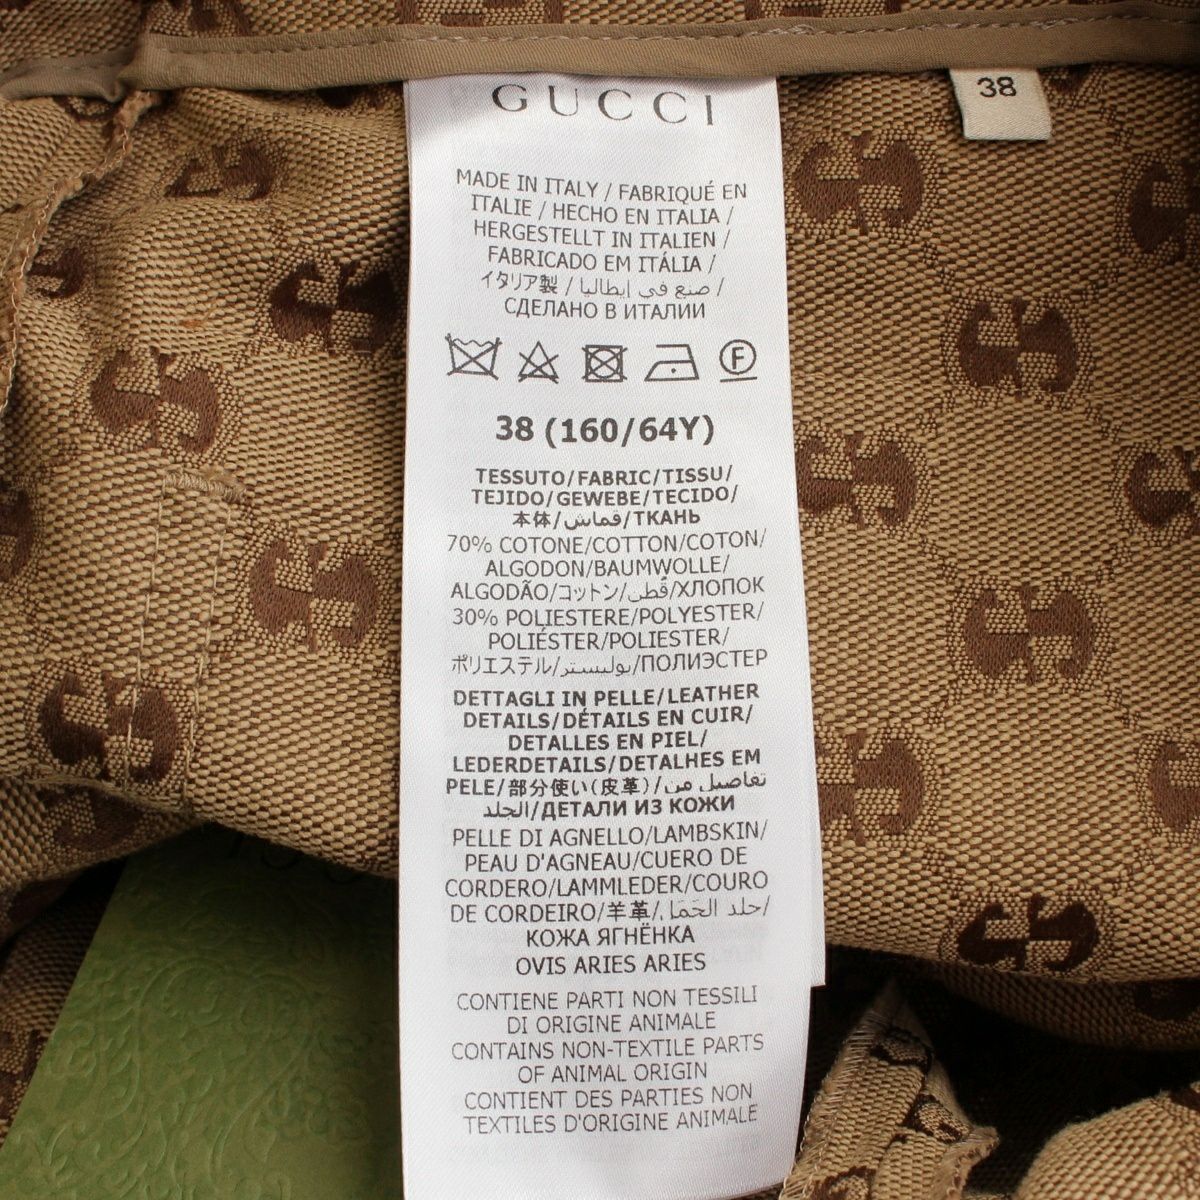 GUCCI
38
MADE IN ITALY / FABRIQUÉ EN
ITALIE / HECHO EN ITALIA /
HERGESTELLT IN ITALIEN /
FABRICADO EM ITÁLIA /
イタリア製 / صنع في إيطاليا /
СДЕЛАНО В ИТАЛИИ
F
38 (160/64Y)
TESSUTO/FABRIC/TISSU/
TEJIDO/GEWEBE/TECIDO/
本体/قماش/ТКАНЬ
70% COTONE/COTTON/COTON/
ALGODON/BAUMWOLLE/
ALGODÃO/コットン/قُطن/ХЛОПОК
30% POLIESTERE/POLYESTER/
POLIÉSTER/POLIESTER/
ポリエステル/بوليستر/ПОЛИЭСТЕР
DETTAGLI IN PELLE/LEATHER
DETAILS/DÉTAILS EN CUIR/
DETALLES EN PIEL/
LEDERDETAILS/DETALHES EM
PELE/部分使い(皮革)/تفاصيل من
الجلد/ДЕТАЛИ ИЗ КОЖИ
PELLE DI AGNELLO/LAMBSKIN/
PEAU D'AGNEAU/CUERO DE
CORDERO/LAMMLEDER/COURO
DE CORDEIRO/羊革/جلد الحَمَل/
КОЖА ЯГНЁНКА
OVIS ARIES ARIES
CONTIENE PARTI NON TESSILI
DI ORIGINE ANIMALE
CONTAINS NON-TEXTILE PARTS
OF ANIMAL ORIGIN
CONTIENT DES PARTIES NON
TEXTILES D'ORIGINE ANIMALE